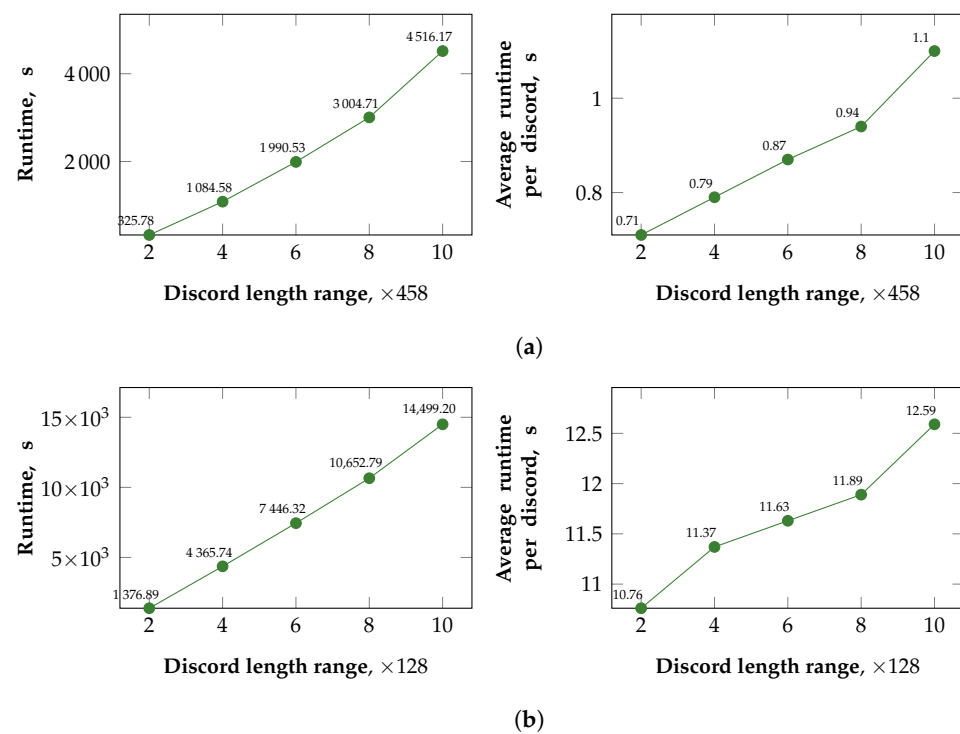 Runtime, s
4 000
2 000
325.78
1 084.58
1 990.53
3 004.71
4 516.17
2 4 6 8 10
Discord length range, ×458
Average runtime
per discord, s
1
0.8
0.71
0.79
0.87
0.94
1.1
2 4 6 8 10
Discord length range, ×458
(a)
Runtime, s
15×10³
10×10³
5×10³
1 376.89
4 365.74
7 446.32
10,652.79
14,499.20
2 4 6 8 10
Discord length range, ×128
Average runtime
per discord, s
12.5
12
11.5
11
10.76
11.37
11.63
11.89
12.59
2 4 6 8 10
Discord length range, ×128
(b)